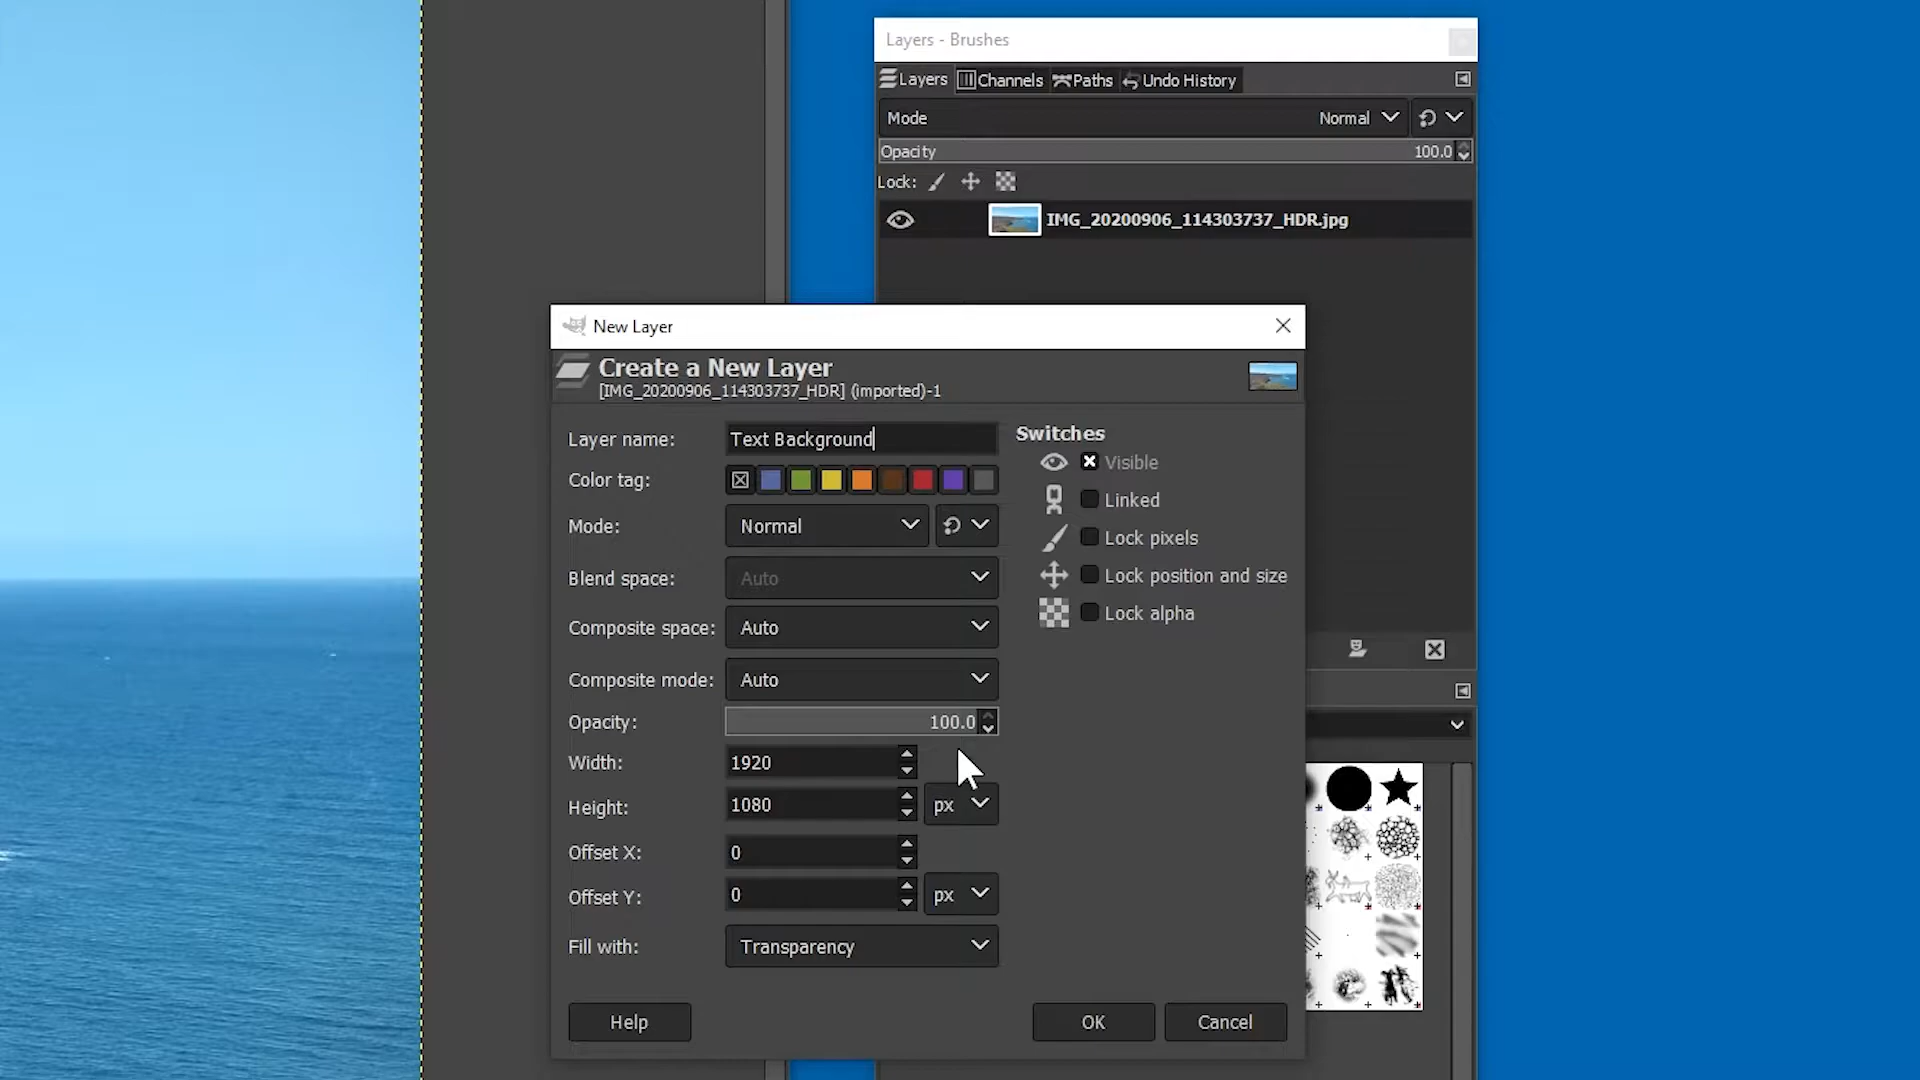 Layers - Brushes
Layers Channels Paths Undo History
Mode Normal
Opacity 100.0
Lock:
IMG_20200906_114303737_HDR.jpg
New Layer
Create a New Layer
[IMG_20200906_114303737_HDR] (imported)-1
Layer name: Text Background
Color tag:
Mode: Normal
Blend space: Auto
Composite space: Auto
Composite mode: Auto
Opacity: 100.0
Width: 1920
Height: 1080 px
Offset X: 0
Offset Y: 0 px
Fill with: Transparency
Switches
Visible
Linked
Lock pixels
Lock position and size
Lock alpha
Help OK Cancel